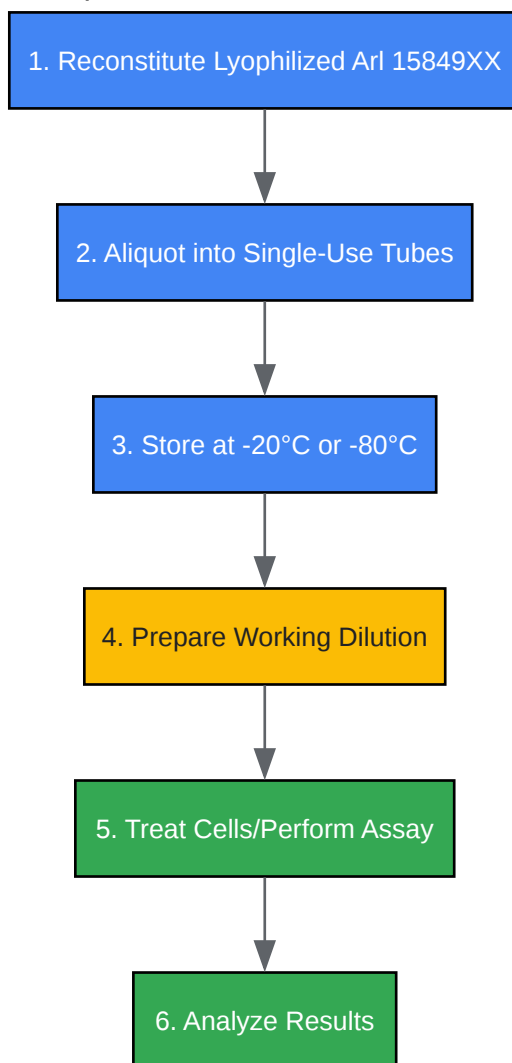 1. Reconstitute Lyophilized Arl 15849XX
2. Aliquot into Single-Use Tubes
3. Store at -20°C or -80°C
4. Prepare Working Dilution
5. Treat Cells/Perform Assay
6. Analyze Results